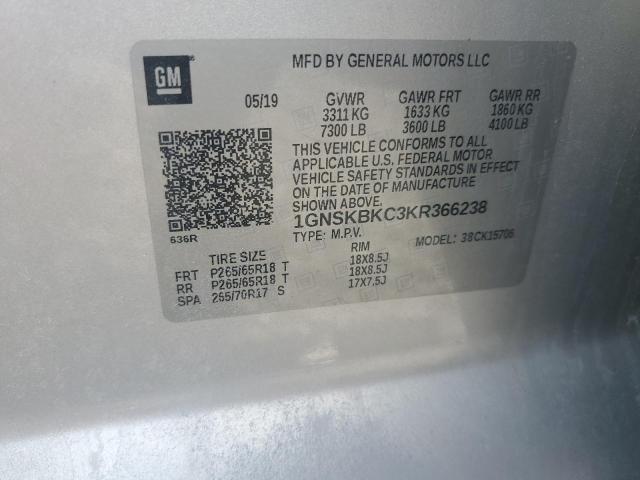 GM
MFD BY GENERAL MOTORS LLC
05/19 GVWR GAWR FRT GAWR RR
3311 KG 1633 KG 1860 KG
7300 LB 3600 LB 4100 LB
THIS VEHICLE CONFORMS TO ALL
APPLICABLE U.S. FEDERAL MOTOR
VEHICLE SAFETY STANDARDS IN EFFECT
ON THE DATE OF MANUFACTURE
SHOWN ABOVE.
1GNSKBKC3KR366238
636R
TYPE: M.P.V. MODEL: 38CK15706
TIRE SIZE RIM
FRT P265/65R18 T 18X8.5J
RR P265/65R18 T 18X8.5J
SPA 265/70R17 S 17X7.5J